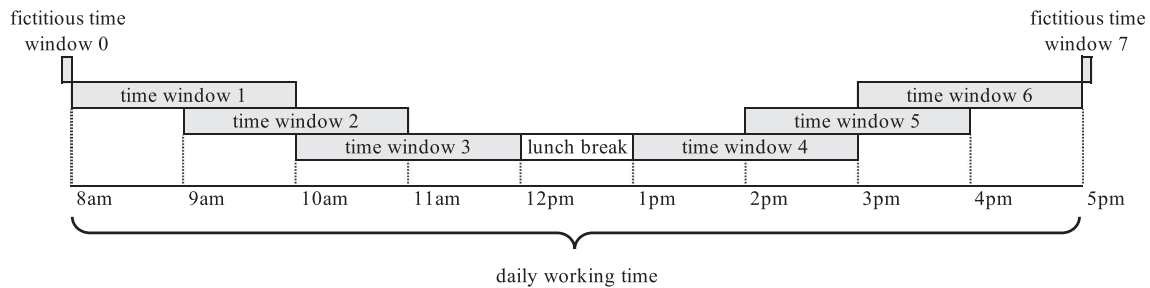 fictitious time
window 0
fictitious time
window 7
time window 1
time window 6
time window 2
time window 5
time window 3
lunch break
time window 4
8am
9am
10am
11am
12pm
1pm
2pm
3pm
4pm
5pm
daily working time